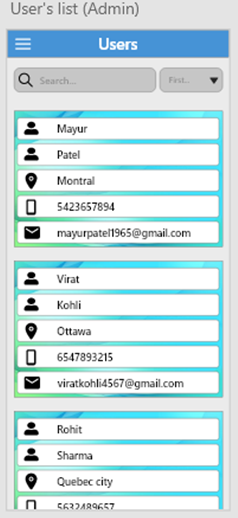 User's list (Admin)
Users
Search...
First..
Mayur
Patel
Montral
5423657894
mayurpatel1965@gmail.com
Virat
Kohli
Ottawa
6547893215
viratkohli4567@gmail.com
Rohit
Sharma
Quebec city
5632489657